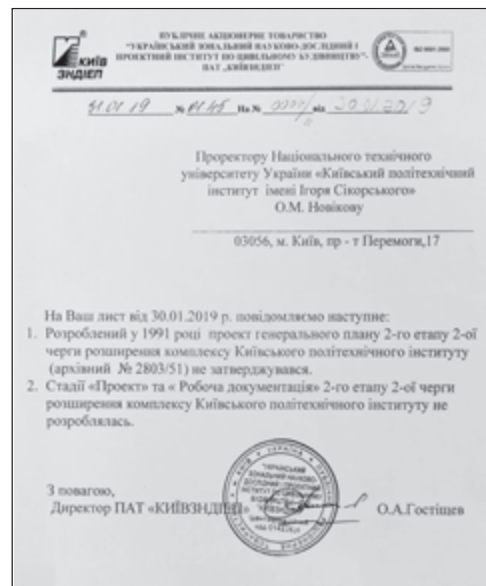 КИЇВ
ЗНДІЕП
ПУБЛІЧНЕ АКЦІОНЕРНЕ ТОВАРИСТВО
"УКРАЇНСЬКИЙ ЗОНАЛЬНИЙ НАУКОВО-ДОСЛІДНИЙ І
ПРОЕКТНИЙ ІНСТИТУТ ПО ЦИВІЛЬНОМУ БУДІВНИЦТВУ"-
ПАТ „КИЇВЗНДІЕП"
31.01.19 № 01.45 На № від 30.01.2019
Проректору Національного технічного
університету України «Київський політехнічний
інститут імені Ігоря Сікорського»
О.М. Новікову
03056, м. Київ, пр - т Перемоги,17
На Ваш лист від 30.01.2019 р. повідомляємо наступне:
1. Розроблений у 1991 році проект генерального плану 2-го етапу 2-ої
черги розширення комплексу Київського політехнічного інституту
(архівний № 2803/51) не затверджувався.
2. Стадії «Проект» та « Робоча документація» 2-го етапу 2-ої черги
розширення комплексу Київського політехнічного інституту не
розроблялась.
З повагою,
Директор ПАТ «КИЇВЗНДІЕП» О.А.Гостіщев